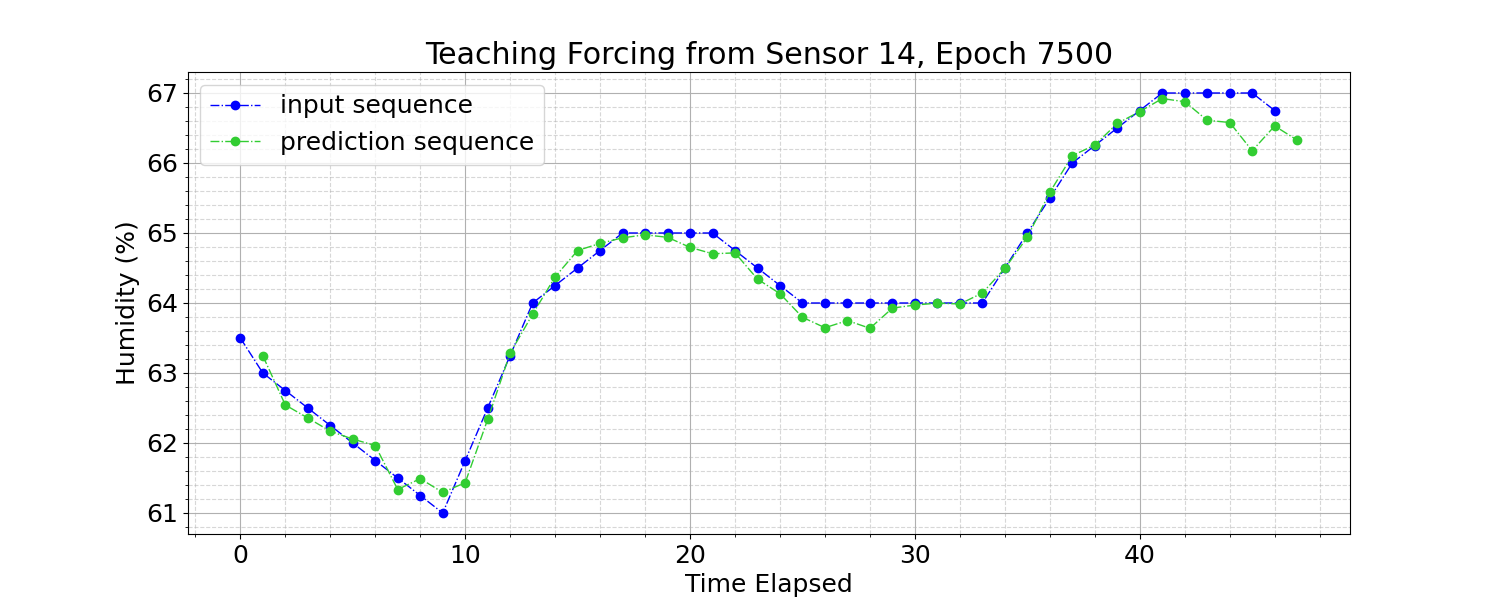 Teaching Forcing from Sensor 14, Epoch 7500
input sequence
prediction sequence
67
66
65
64
63
62
61
Humidity (%)
0 10 20 30 40
Time Elapsed